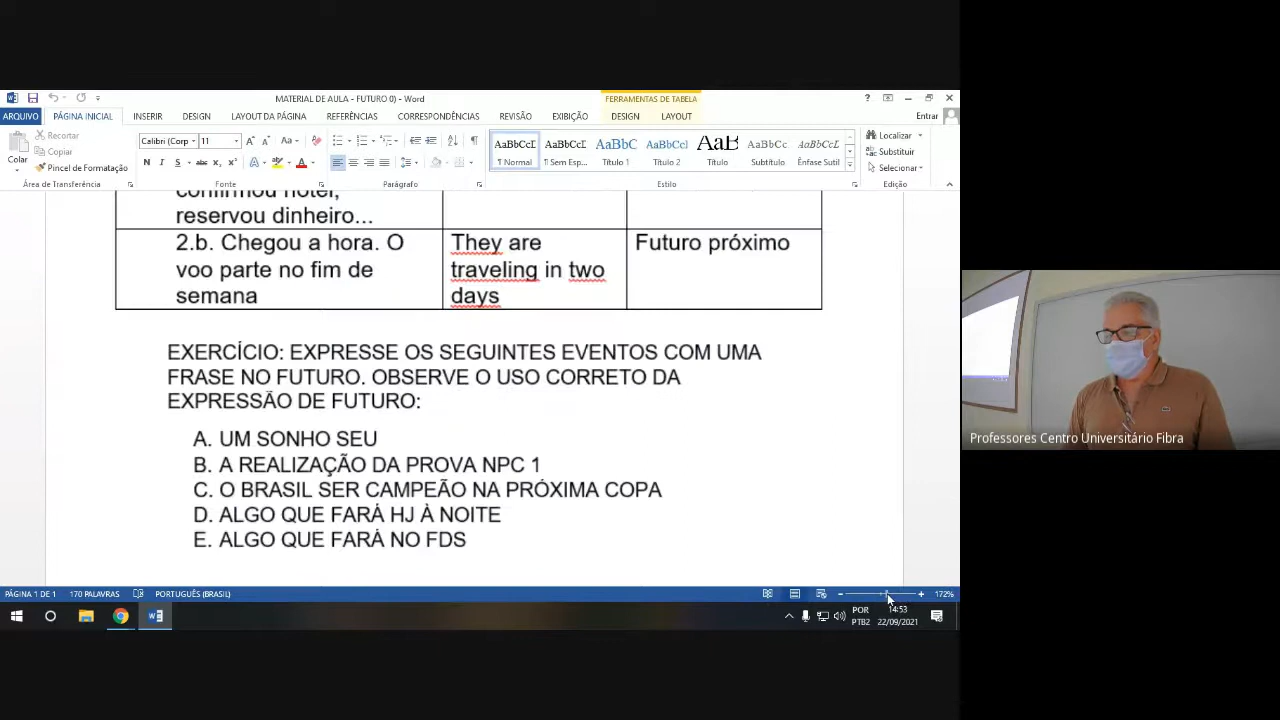 MATERIAL DE AULA - FUTURO 0) - Word
FERRAMENTAS DE TABELA
ARQUIVO PÁGINA INICIAL INSERIR DESIGN LAYOUT DA PÁGINA REFERÊNCIAS CORRESPONDÊNCIAS REVISÃO EXIBIÇÃO DESIGN LAYOUT Entrar
Colar
Recortar
Copiar
Pincel de Formatação
Área de Transferência
Calibri (Corp 11
Fonte
Parágrafo
AaBbCcD AaBbCcD AaBbC AaBbCcI AaB AaBbCc AaBbCcD
¶ Normal ¶ Sem Esp... Título 1 Título 2 Título Subtítulo Ênfase Sutil
Estilo
Localizar
Substituir
Selecionar
Edição
confirmou hotel,
reservou dinheiro...
2.b. Chegou a hora. O
voo parte no fim de
semana
They are
traveling in two
days
Futuro próximo
EXERCÍCIO: EXPRESSE OS SEGUINTES EVENTOS COM UMA
FRASE NO FUTURO. OBSERVE O USO CORRETO DA
EXPRESSÃO DE FUTURO:
A. UM SONHO SEU
B. A REALIZAÇÃO DA PROVA NPC 1
C. O BRASIL SER CAMPEÃO NA PRÓXIMA COPA
D. ALGO QUE FARÁ HJ À NOITE
E. ALGO QUE FARÁ NO FDS
PÁGINA 1 DE 1 170 PALAVRAS PORTUGUÊS (BRASIL) 172%
POR
PTB2
14:53
22/09/2021
Professores Centro Universitário Fibra